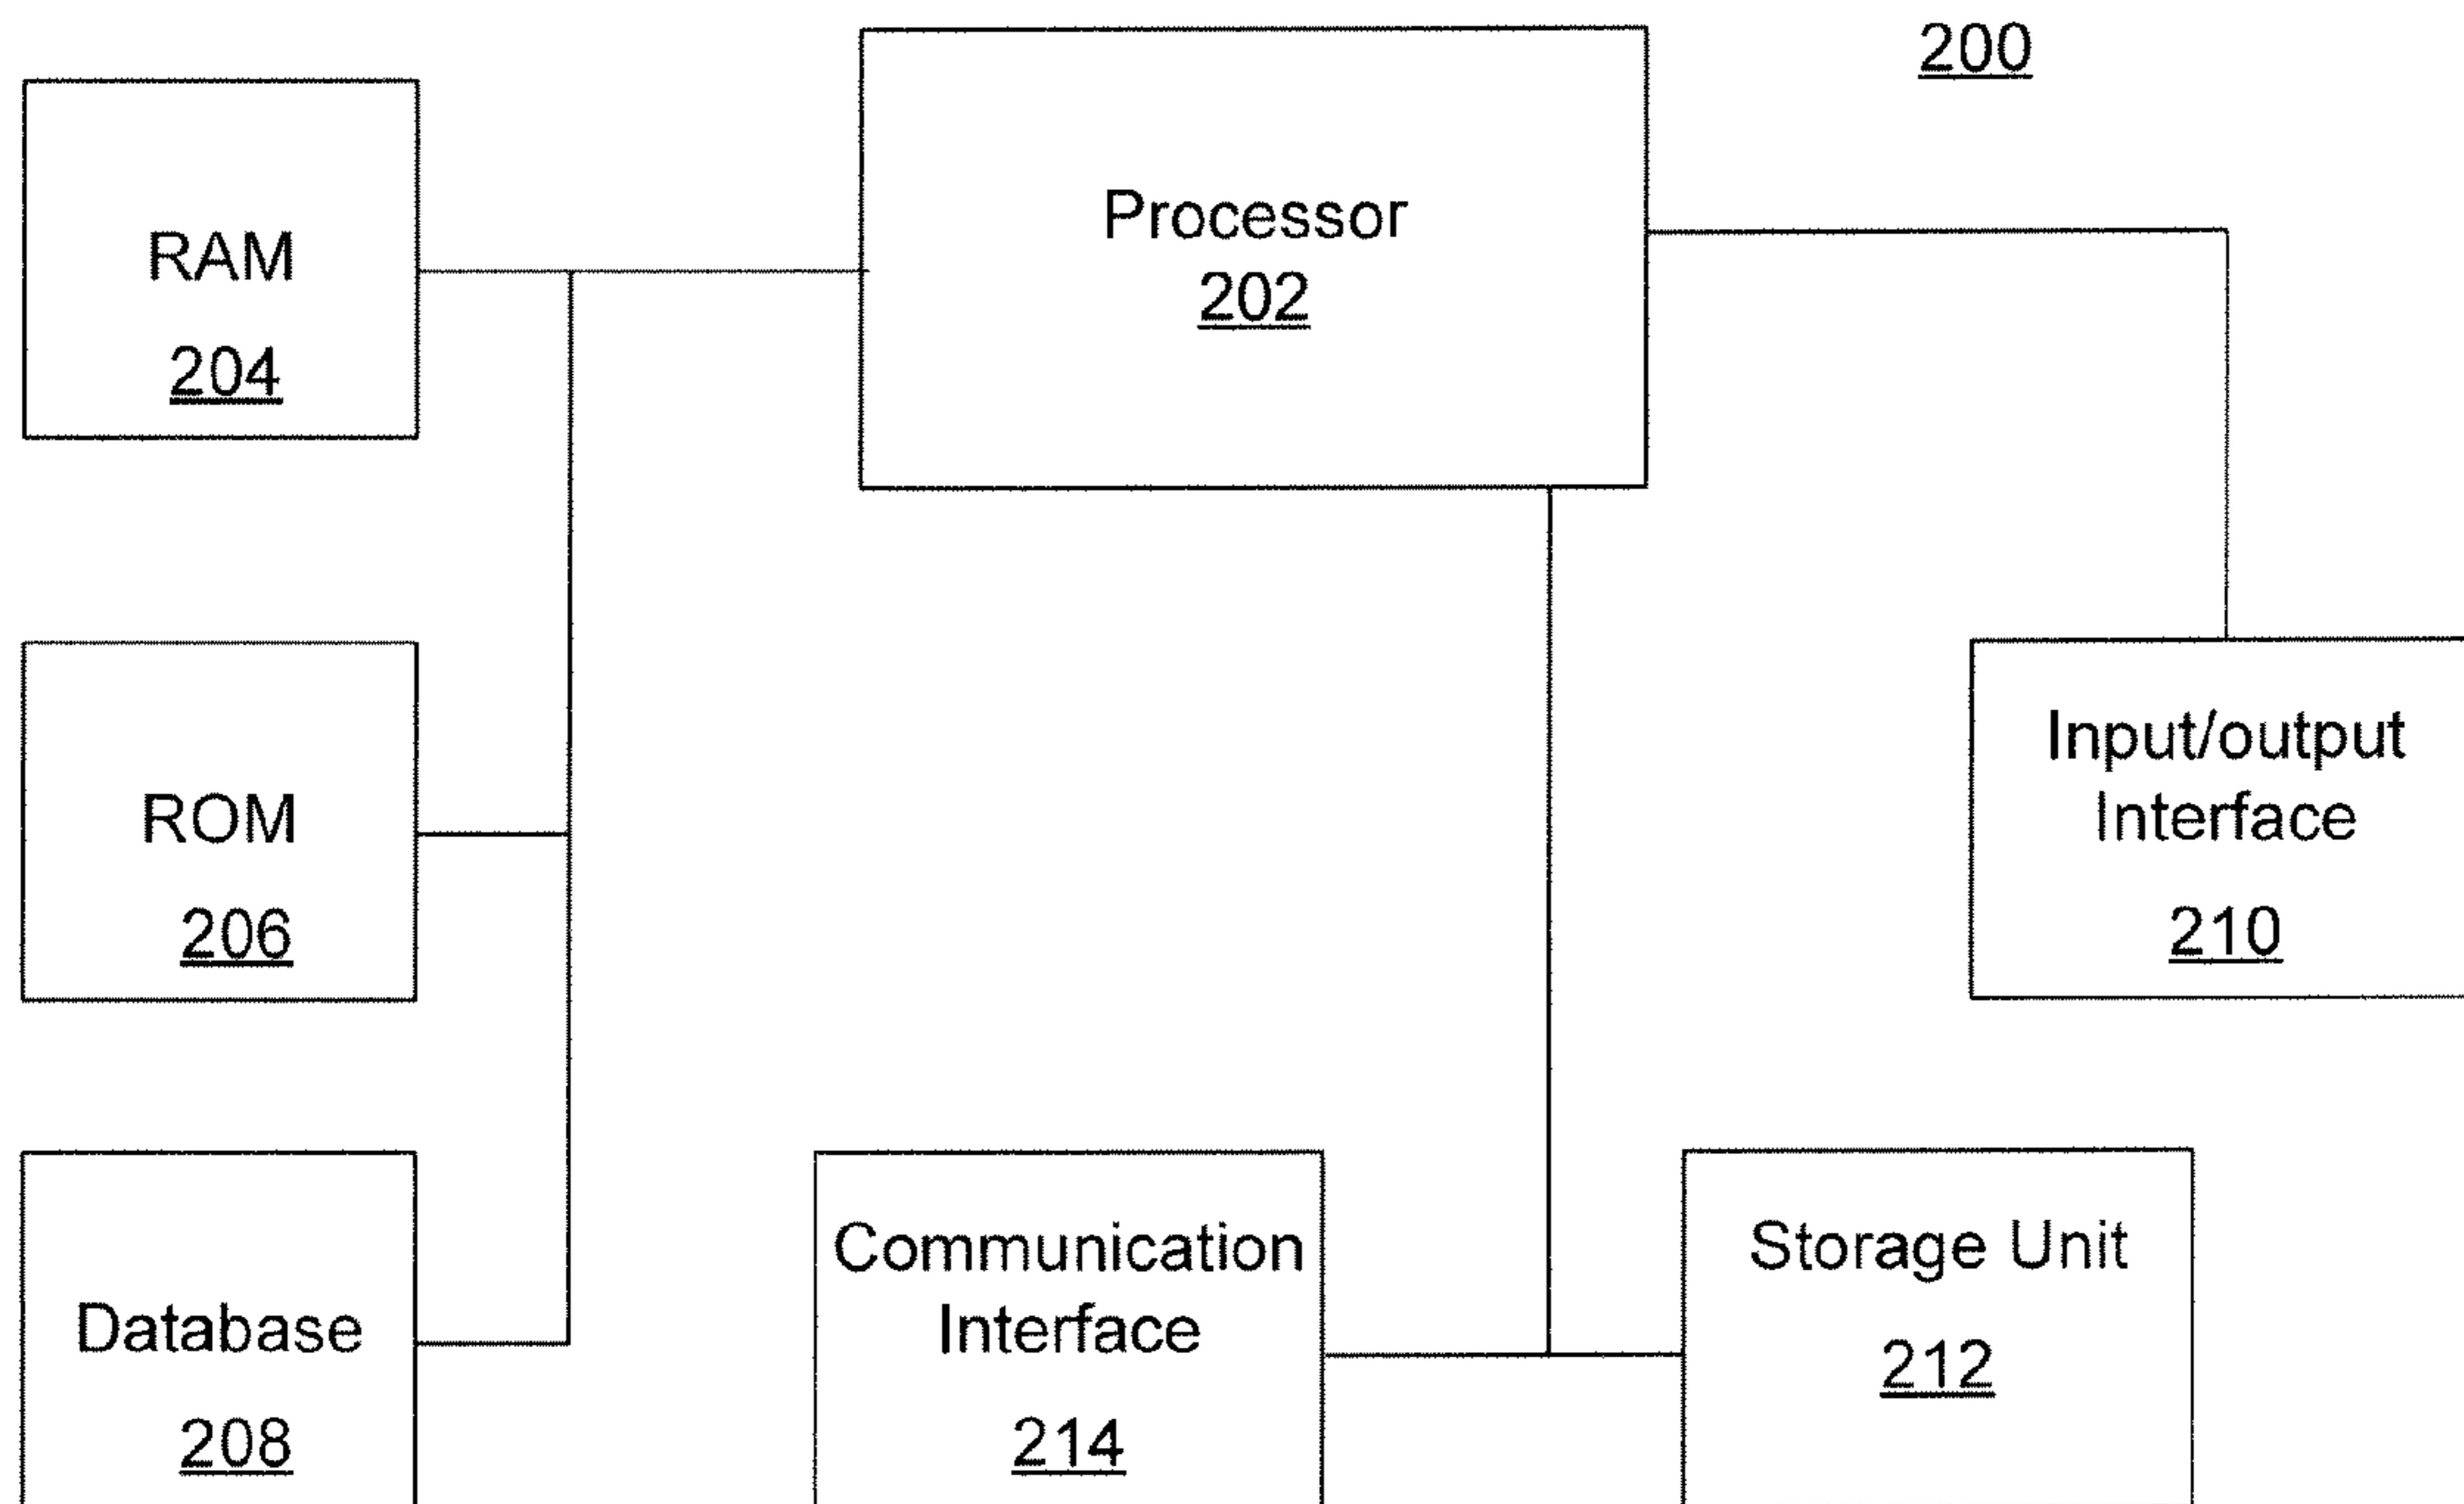 200
Processor
202
RAM
204
ROM
206
Input/output
Interface
210
Database
208
Communication
Interface
214
Storage Unit
212